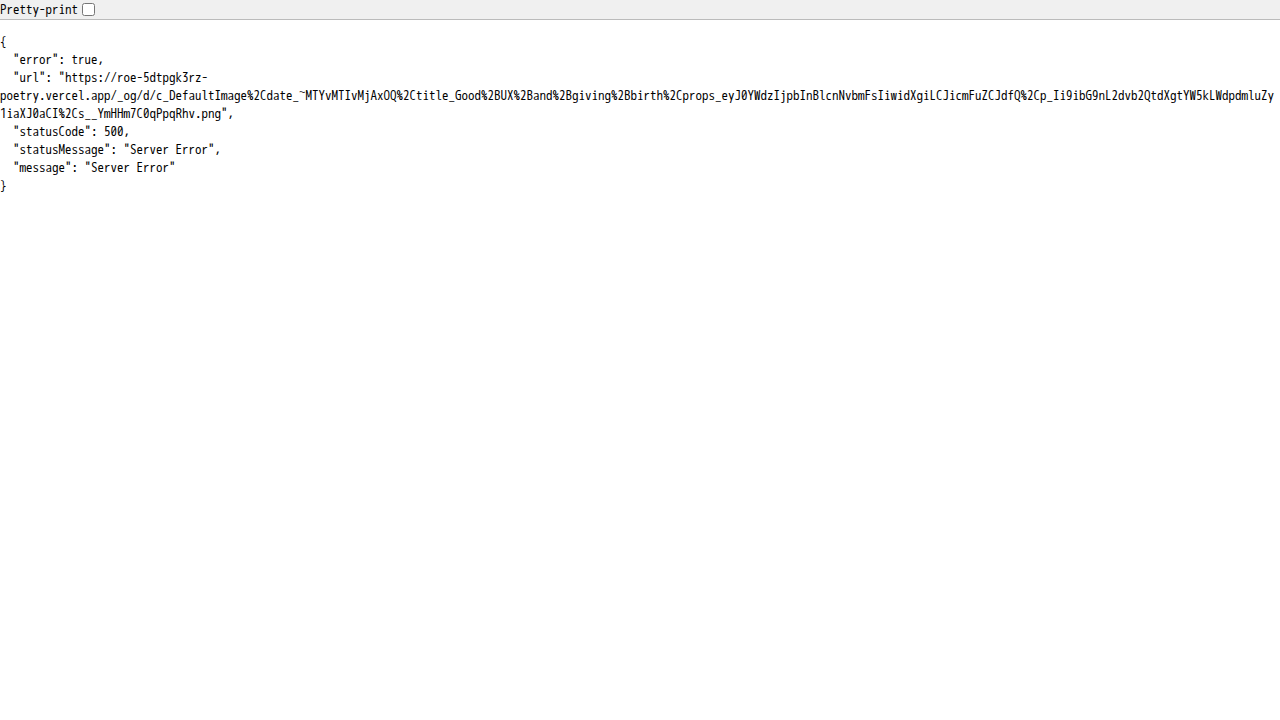 Pretty-print
{
"error": true,
"url": "https://roe-5dtpgk3rz-
poetry.vercel.app/_og/d/c_DefaultImage%2Cdate_~MTYvMTIvMjAxOQ%2Ctitle_Good%2BUX%2Band%2Bgiving%2Bbirth%2Cprops_eyJ0YWdzIjpbInBlcnNvbmFsIiwidXgiLCJicmFuZCJdfQ%2Cp_Ii9ibG9nL2dvb2QtdXgtYW5kLWdpdmluZy
1iaXJ0aCI%2Cs__YmHHm7C0qPpqRhv.png",
"statusCode": 500,
"statusMessage": "Server Error",
"message": "Server Error"
}